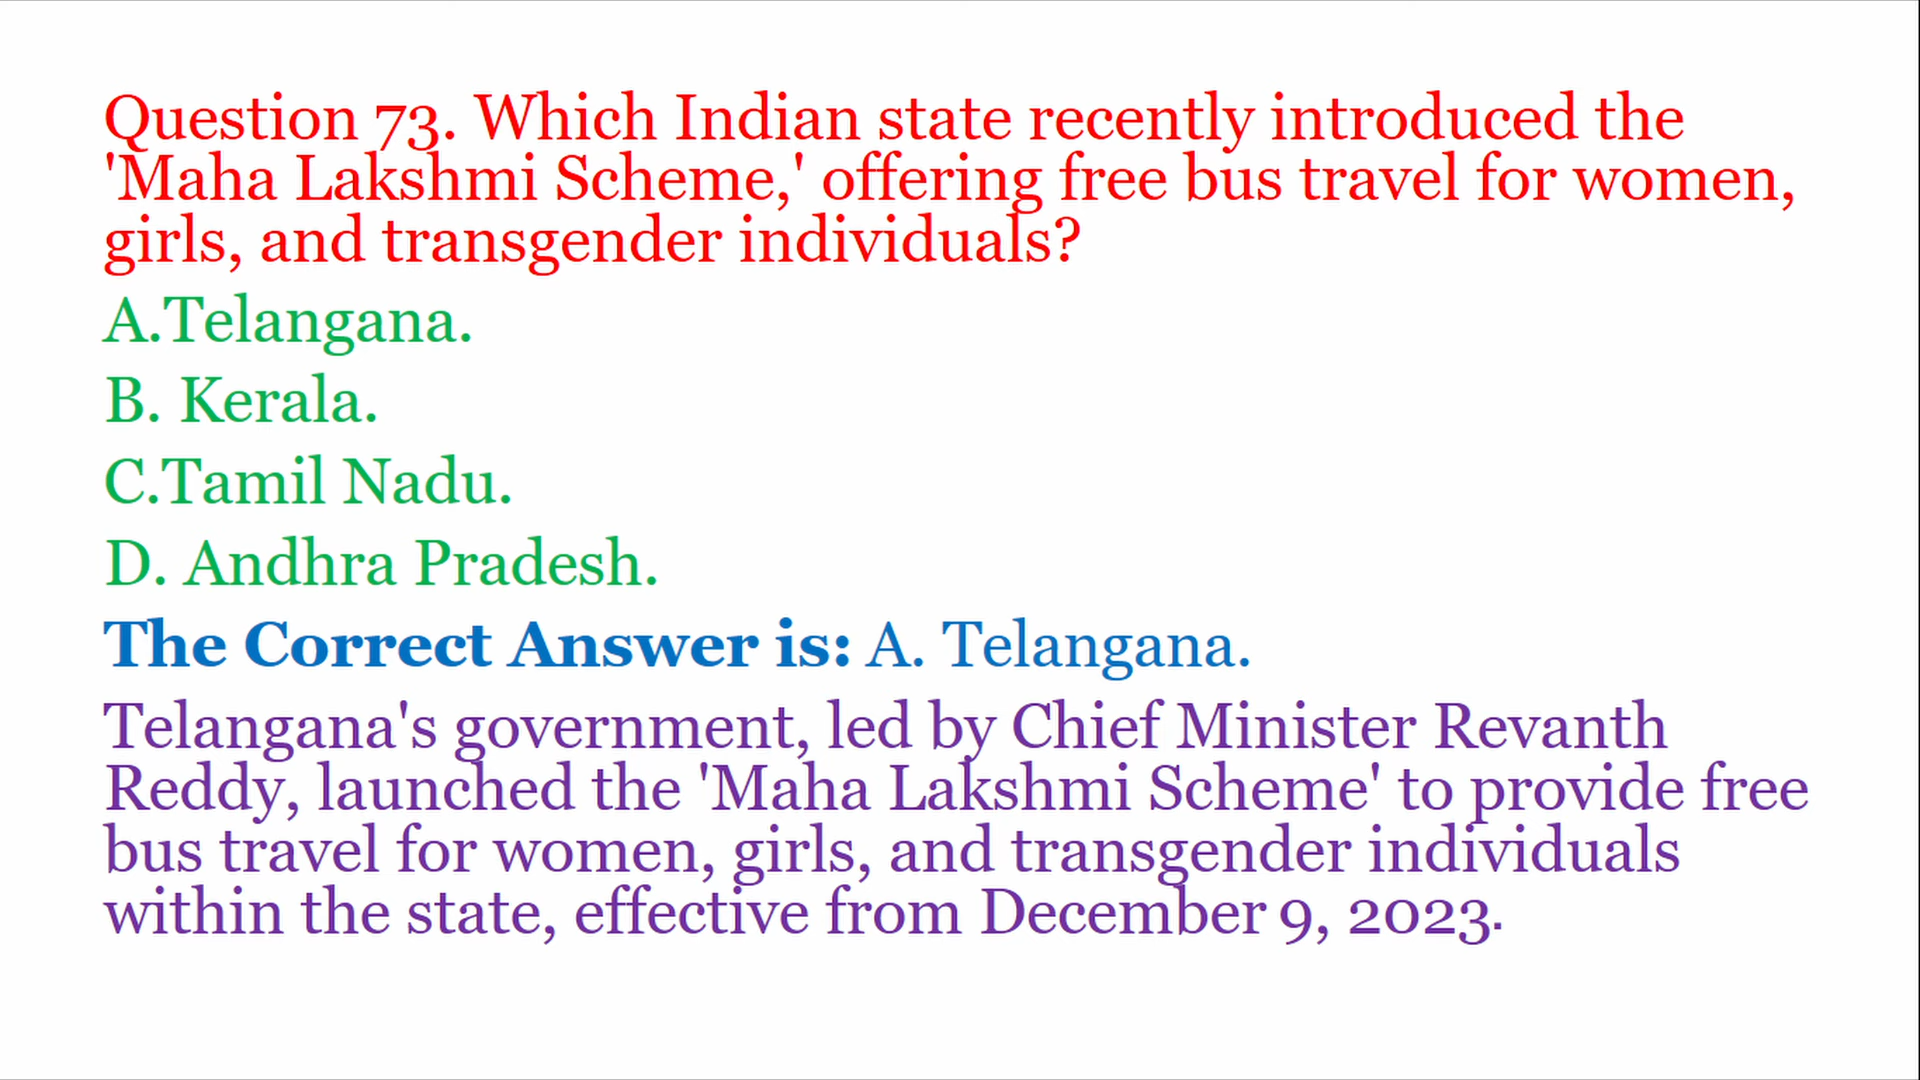 Question 73. Which Indian state recently introduced the
'Maha Lakshmi Scheme,' offering free bus travel for women,
girls, and transgender individuals?
A.Telangana.
B. Kerala.
C.Tamil Nadu.
D. Andhra Pradesh.
The Correct Answer is: A. Telangana.
Telangana's government, led by Chief Minister Revanth
Reddy, launched the 'Maha Lakshmi Scheme' to provide free
bus travel for women, girls, and transgender individuals
within the state, effective from December 9, 2023.